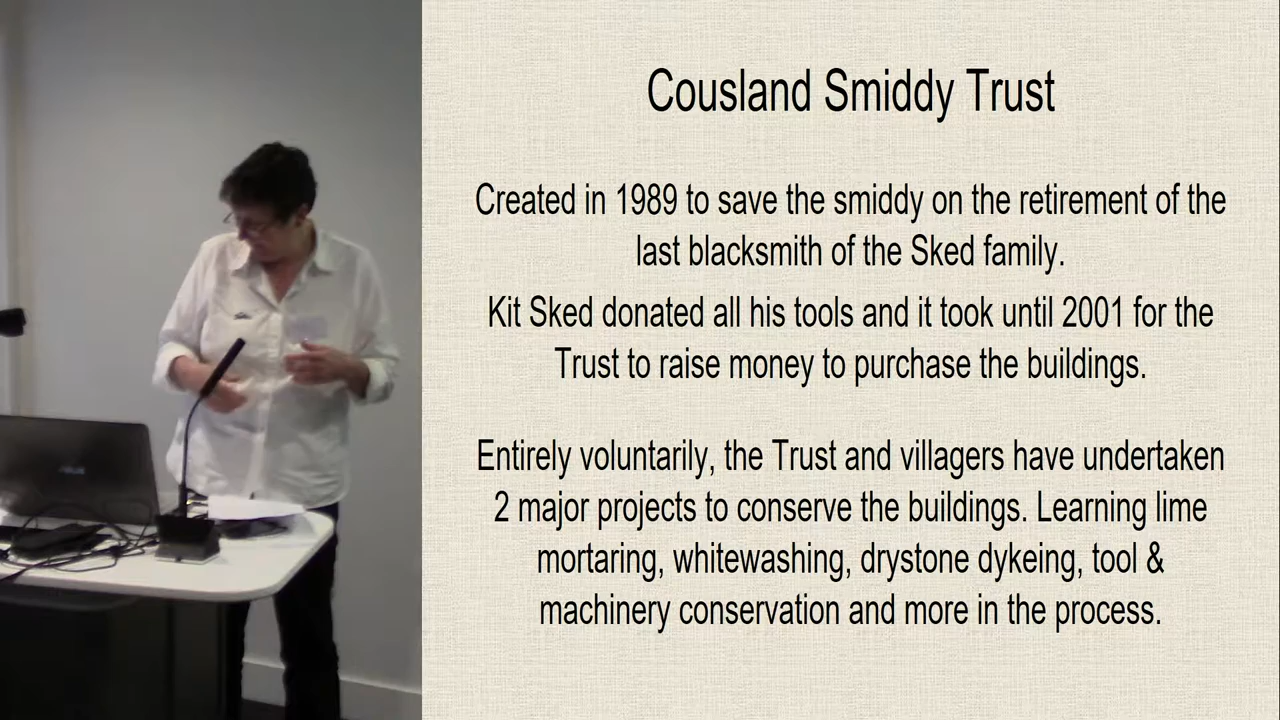 Cousland Smiddy Trust
Created in 1989 to save the smiddy on the retirement of the
last blacksmith of the Sked family.
Kit Sked donated all his tools and it took until 2001 for the
Trust to raise money to purchase the buildings.
Entirely voluntarily, the Trust and villagers have undertaken
2 major projects to conserve the buildings. Learning lime
mortaring, whitewashing, drystone dykeing, tool &
machinery conservation and more in the process.